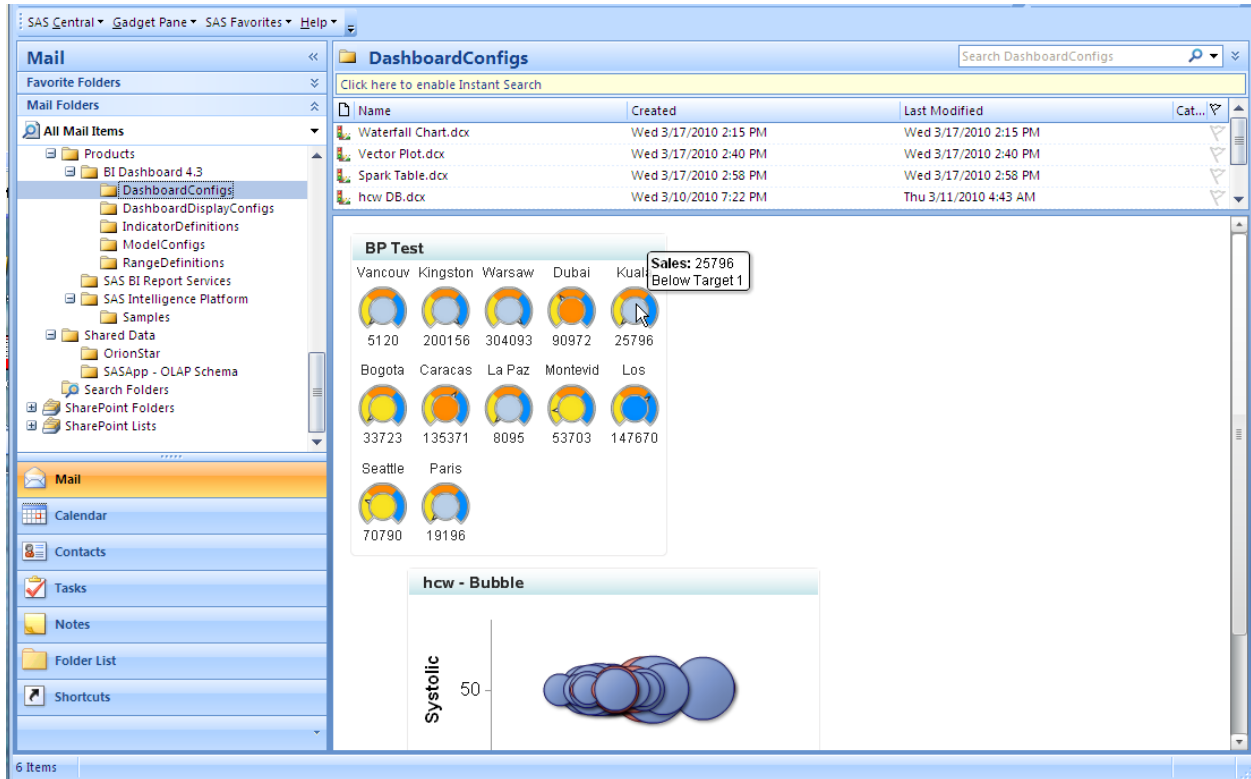 SAS Central Gadget Pane SAS Favorites Help
Mail
Favorite Folders
Mail Folders
All Mail Items
Products
BI Dashboard 4.3
DashboardConfigs
DashboardDisplayConfigs
IndicatorDefinitions
ModelConfigs
RangeDefinitions
SAS BI Report Services
SAS Intelligence Platform
Samples
Shared Data
OrionStar
SASApp - OLAP Schema
Search Folders
SharePoint Folders
SharePoint Lists
Mail
Calendar
Contacts
Tasks
Notes
Folder List
Shortcuts
6 Items
DashboardConfigs
Search DashboardConfigs
Click here to enable Instant Search
Name Created Last Modified Cat...
Waterfall Chart.dcx Wed 3/17/2010 2:15 PM Wed 3/17/2010 2:15 PM
Vector Plot.dcx Wed 3/17/2010 2:40 PM Wed 3/17/2010 2:40 PM
Spark Table.dcx Wed 3/17/2010 2:58 PM Wed 3/17/2010 2:58 PM
hcw DB.dcx Wed 3/10/2010 7:22 PM Thu 3/11/2010 4:43 AM
BP Test
Vancouv Kingston Warsaw Dubai Kuala
Sales: 25796
Below Target 1
5120 200156 304093 90972 25796
Bogota Caracas La Paz Montevid Los
33723 135371 8095 53703 147670
Seattle Paris
70790 19196
hcw - Bubble
Systolic
50